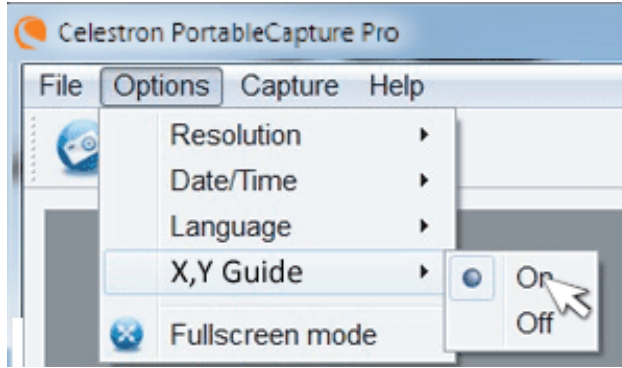 Celestron PortableCapture Pro
File Options Capture Help
Resolution
Date/Time
Language
X,Y Guide
On
Off
Fullscreen mode